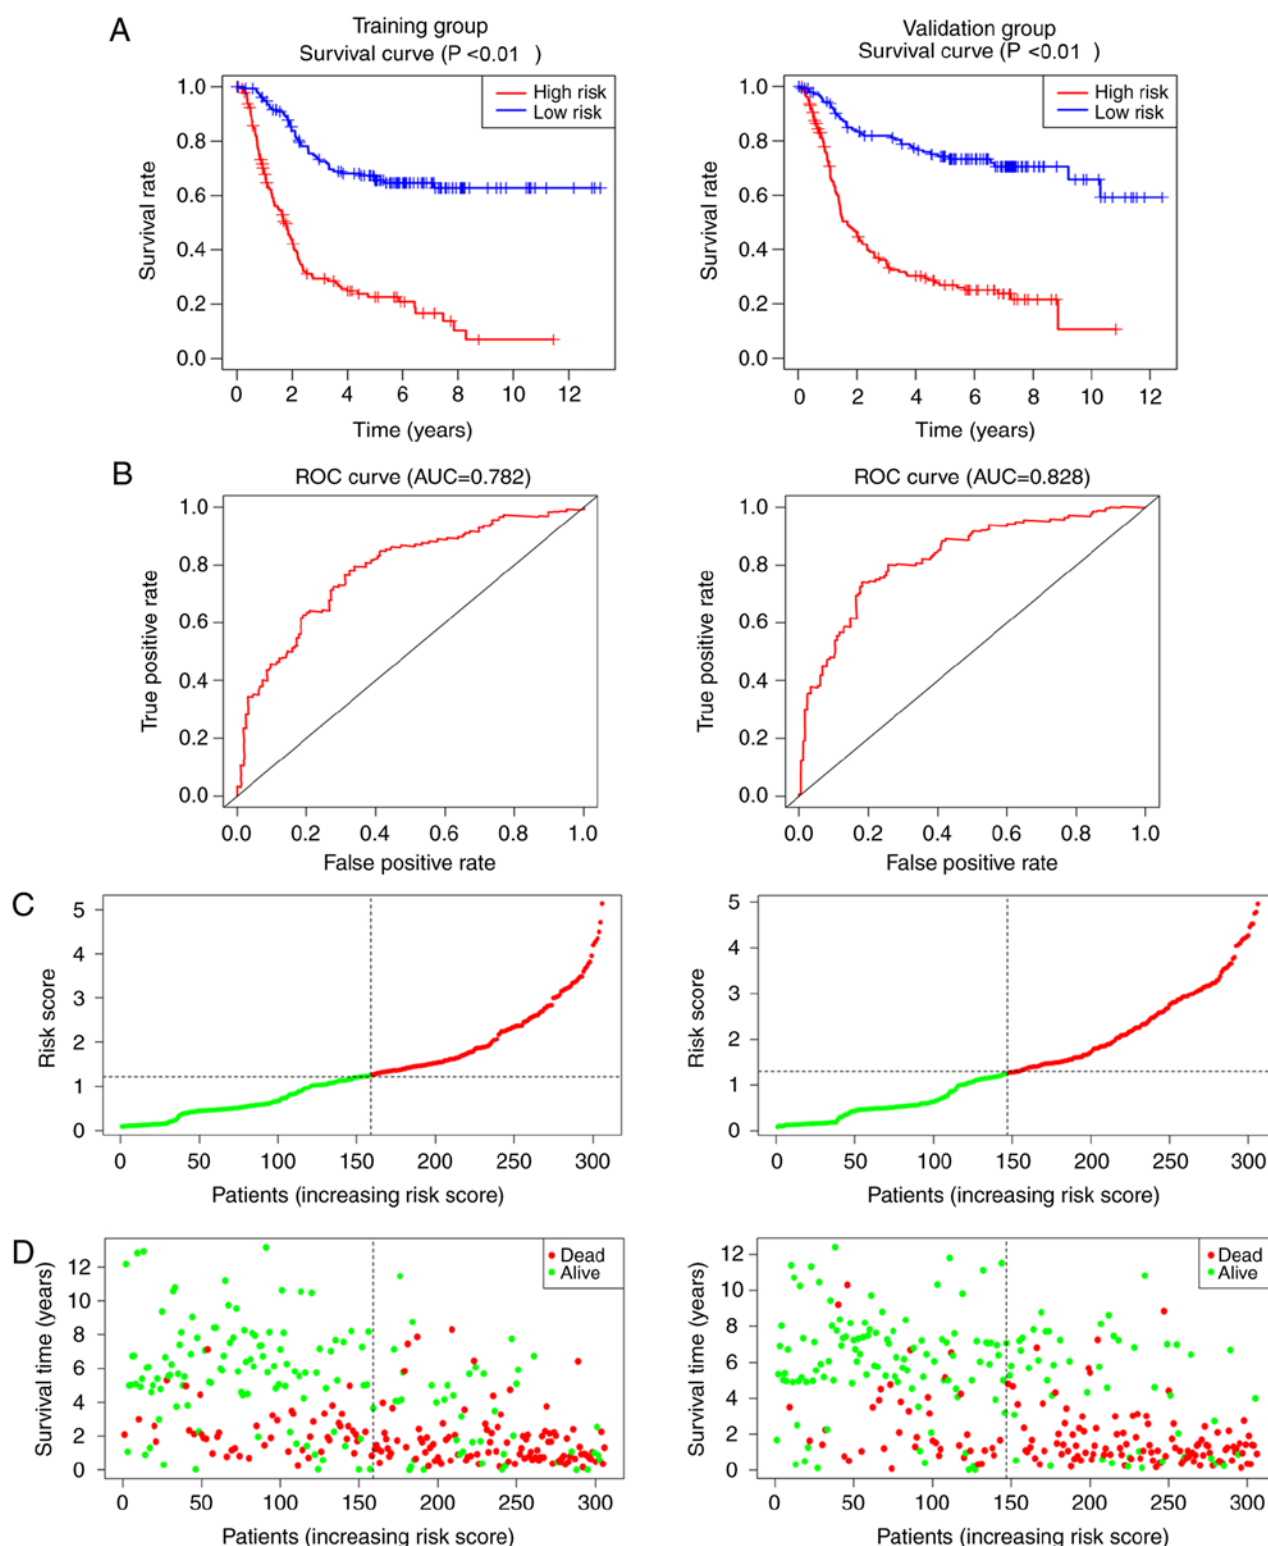 A
Training group
Survival curve (P <0.01 )
1.0
0.8
0.6
0.4
0.2
0.0
Survival rate
High risk
Low risk
0 2 4 6 8 10 12
Time (years)
Validation group
Survival curve (P <0.01 )
1.0
0.8
0.6
0.4
0.2
0.0
Survival rate
High risk
Low risk
0 2 4 6 8 10 12
Time (years)
B
ROC curve (AUC=0.782)
1.0
0.8
0.6
0.4
0.2
0.0
True positive rate
0.0 0.2 0.4 0.6 0.8 1.0
False positive rate
ROC curve (AUC=0.828)
1.0
0.8
0.6
0.4
0.2
0.0
True positive rate
0.0 0.2 0.4 0.6 0.8 1.0
False positive rate
C
5
4
3
2
1
0
Risk score
0 50 100 150 200 250 300
Patients (increasing risk score)
5
4
3
2
1
0
Risk score
0 50 100 150 200 250 300
Patients (increasing risk score)
D
12
10
8
6
4
2
0
Survival time (years)
Dead
Alive
0 50 100 150 200 250 300
Patients (increasing risk score)
12
10
8
6
4
2
0
Survival time (years)
Dead
Alive
0 50 100 150 200 250 300
Patients (increasing risk score)